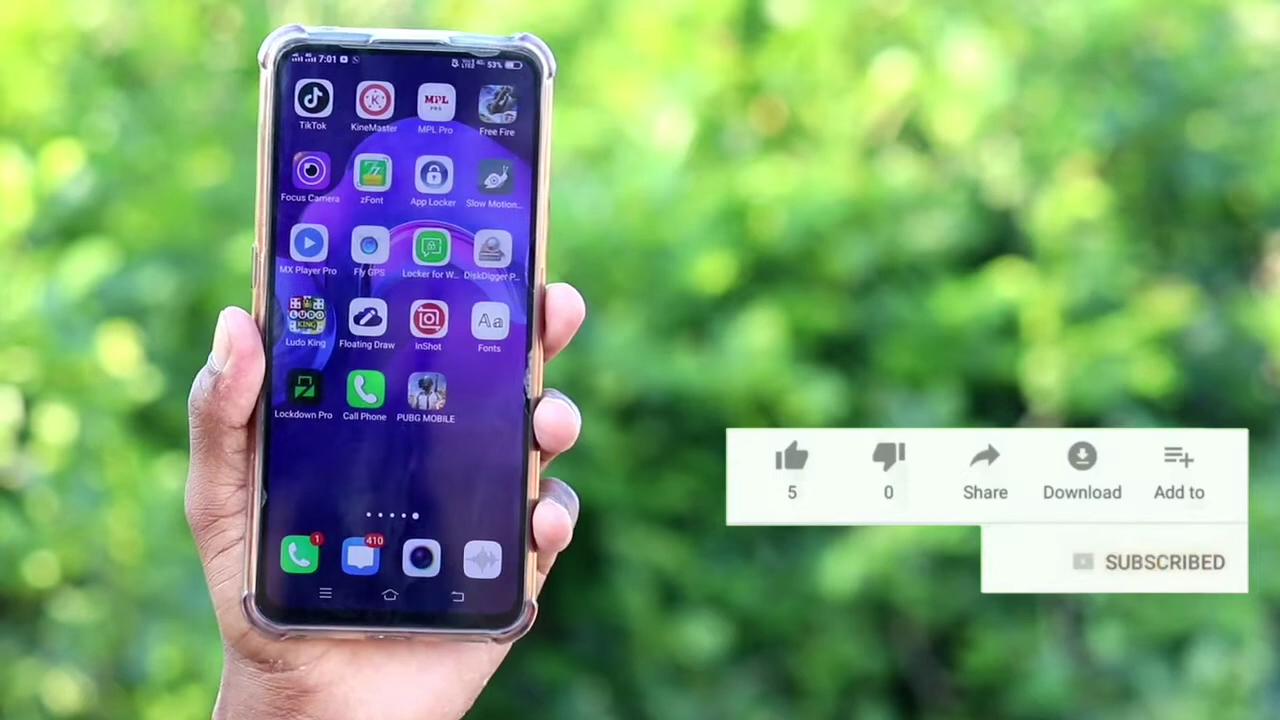 7:01 53%
TikTok KineMaster MPL Pro Free Fire
Focus Camera zFont App Locker Slow Motion...
MX Player Pro Fly GPS Locker for W... DiskDigger P...
LUDO KING
Ludo King Floating Draw InShot Fonts
Lockdown Pro Call Phone PUBG MOBILE
1 410
5 0 Share Download Add to
SUBSCRIBED